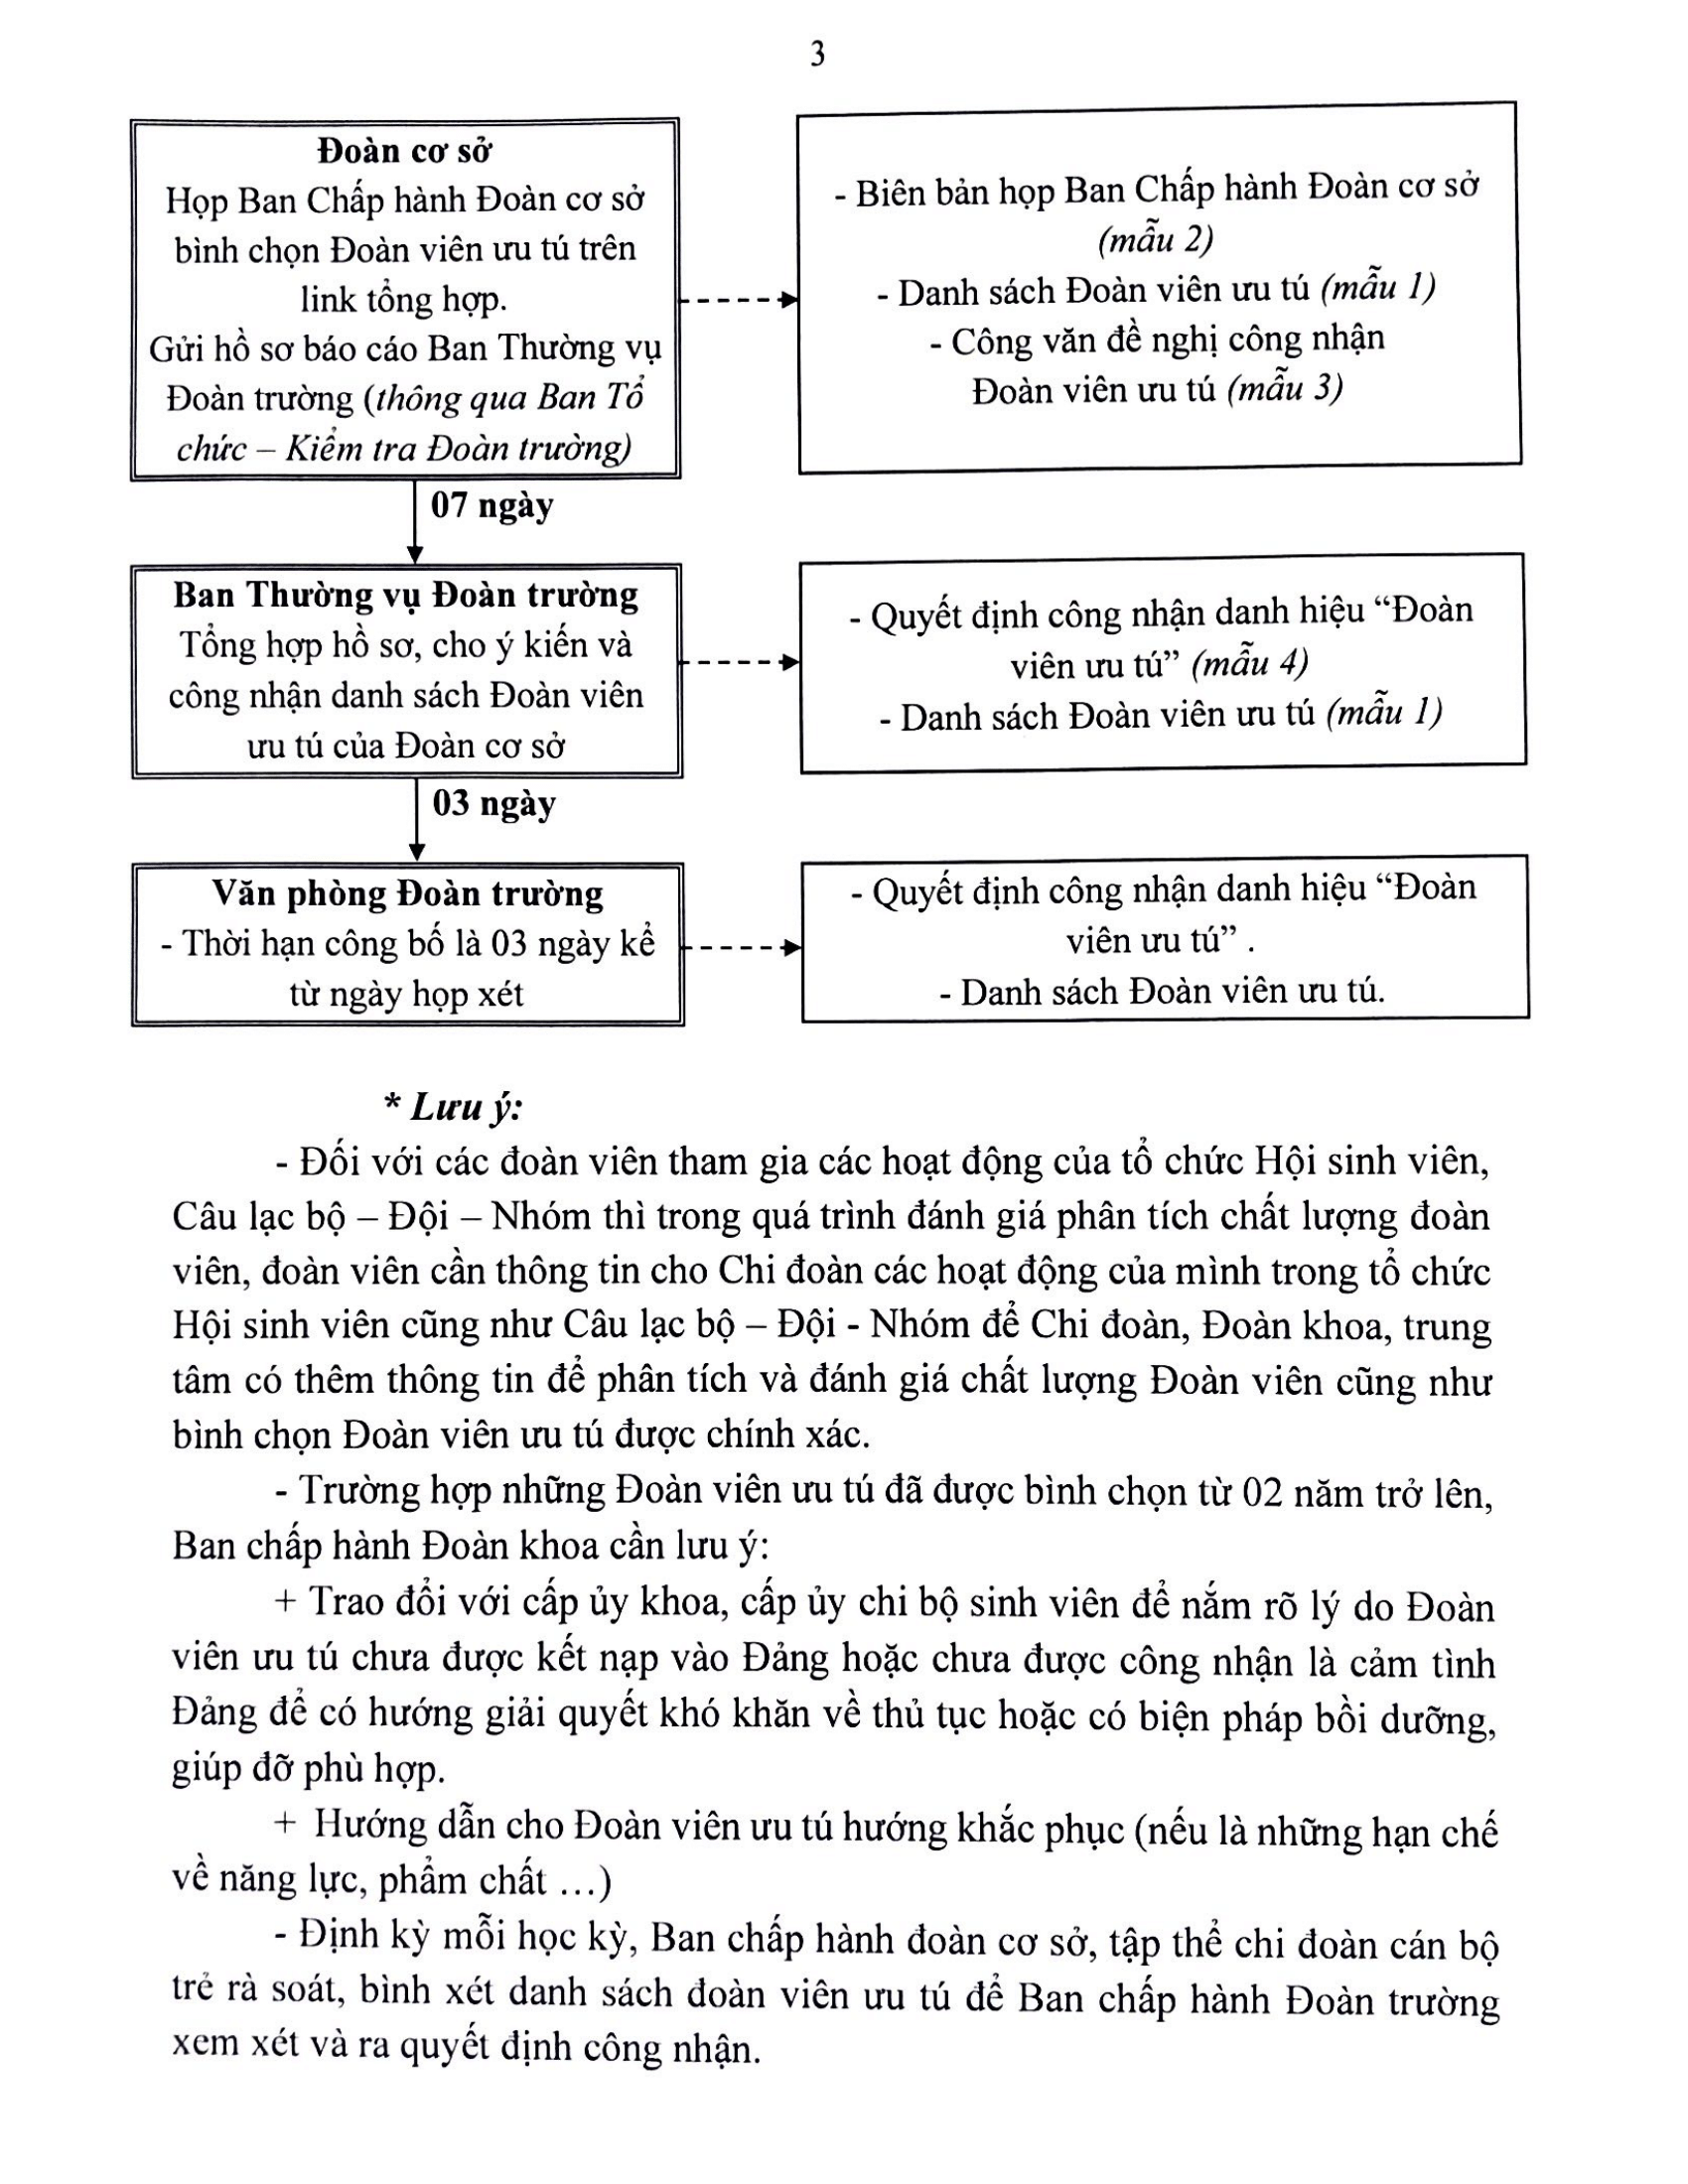 3
Đoàn cơ sở
Họp Ban Chấp hành Đoàn cơ sở
bình chọn Đoàn viên ưu tú trên
link tổng hợp.
Gửi hồ sơ báo cáo Ban Thường vụ
Đoàn trường (thông qua Ban Tổ
chức – Kiểm tra Đoàn trường)
- Biên bản họp Ban Chấp hành Đoàn cơ sở
(mẫu 2)
- Danh sách Đoàn viên ưu tú (mẫu 1)
- Công văn đề nghị công nhận
Đoàn viên ưu tú (mẫu 3)
07 ngày
Ban Thường vụ Đoàn trường
Tổng hợp hồ sơ, cho ý kiến và
công nhận danh sách Đoàn viên
ưu tú của Đoàn cơ sở
- Quyết định công nhận danh hiệu “Đoàn
viên ưu tú” (mẫu 4)
- Danh sách Đoàn viên ưu tú (mẫu 1)
03 ngày
Văn phòng Đoàn trường
- Thời hạn công bố là 03 ngày kể
từ ngày họp xét
- Quyết định công nhận danh hiệu “Đoàn
viên ưu tú” .
- Danh sách Đoàn viên ưu tú.
* Lưu ý:
- Đối với các đoàn viên tham gia các hoạt động của tổ chức Hội sinh viên,
Câu lạc bộ – Đội – Nhóm thì trong quá trình đánh giá phân tích chất lượng đoàn
viên, đoàn viên cần thông tin cho Chi đoàn các hoạt động của mình trong tổ chức
Hội sinh viên cũng như Câu lạc bộ – Đội - Nhóm để Chi đoàn, Đoàn khoa, trung
tâm có thêm thông tin để phân tích và đánh giá chất lượng Đoàn viên cũng như
bình chọn Đoàn viên ưu tú được chính xác.
- Trường hợp những Đoàn viên ưu tú đã được bình chọn từ 02 năm trở lên,
Ban chấp hành Đoàn khoa cần lưu ý:
+ Trao đổi với cấp ủy khoa, cấp ủy chi bộ sinh viên để nắm rõ lý do Đoàn
viên ưu tú chưa được kết nạp vào Đảng hoặc chưa được công nhận là cảm tình
Đảng để có hướng giải quyết khó khăn về thủ tục hoặc có biện pháp bồi dưỡng,
giúp đỡ phù hợp.
+ Hướng dẫn cho Đoàn viên ưu tú hướng khắc phục (nếu là những hạn chế
về năng lực, phẩm chất …)
- Định kỳ mỗi học kỳ, Ban chấp hành đoàn cơ sở, tập thể chi đoàn cán bộ
trẻ rà soát, bình xét danh sách đoàn viên ưu tú để Ban chấp hành Đoàn trường
xem xét và ra quyết định công nhận.